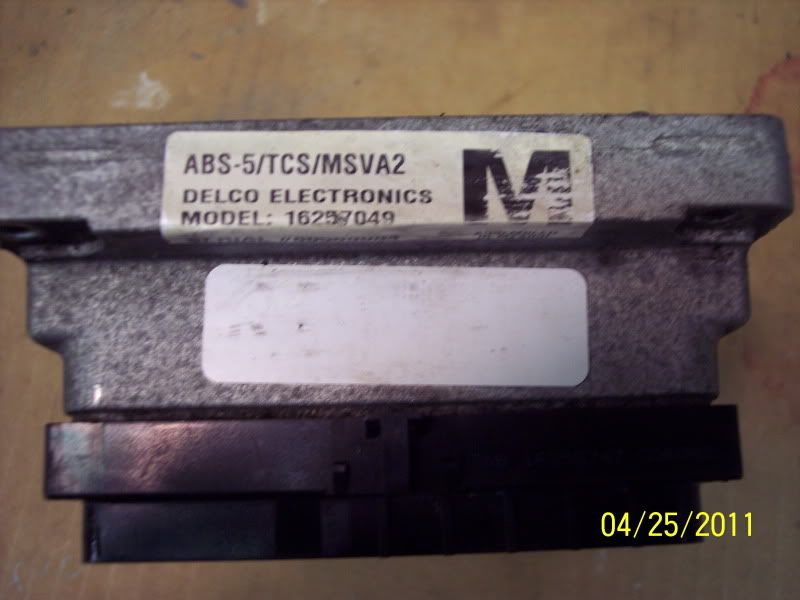 ABS-5/TCS/MSVA2
DELCO ELECTRONICS
MODEL: 16257049
M
04/25/2011